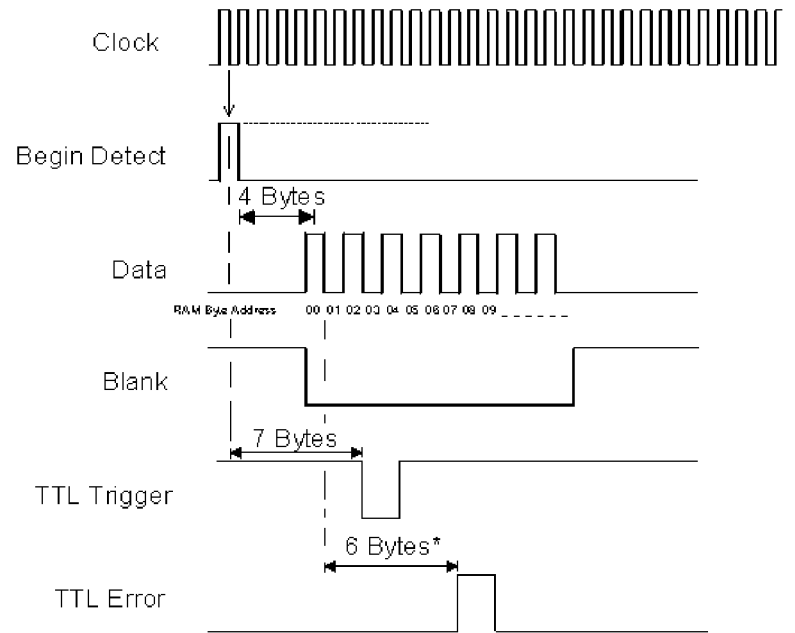 Clock
Begin Detect
4 Bytes
Data
RAM Byte Address 00 01 02 03 04 05 06 07 08 09 _ _ _ _ _ _ _
Blank
7 Bytes
TTL Trigger
6 Bytes*
TTL Error